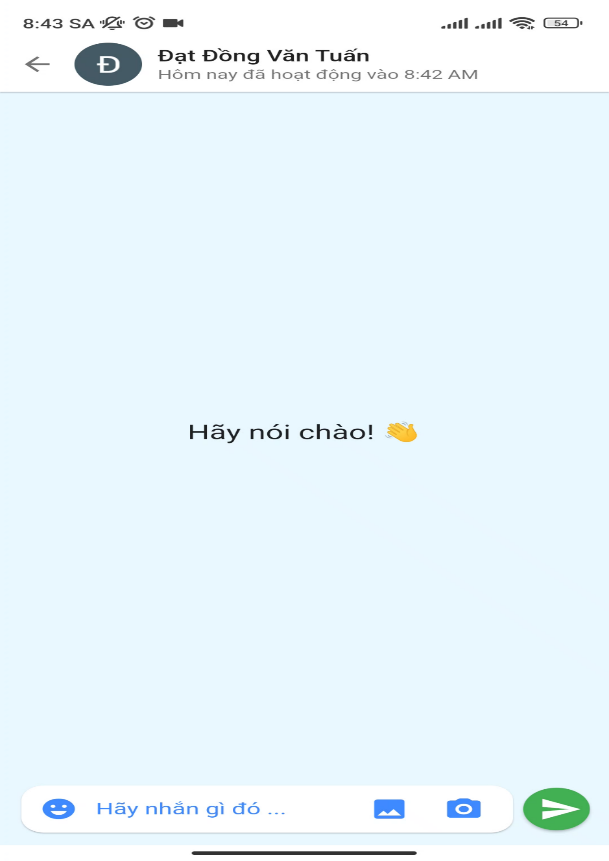 8:43 SA 54
Đ
Đạt Đồng Văn Tuấn
Hôm nay đã hoạt động vào 8:42 AM
Hãy nói chào! 👋
Hãy nhắn gì đó ...